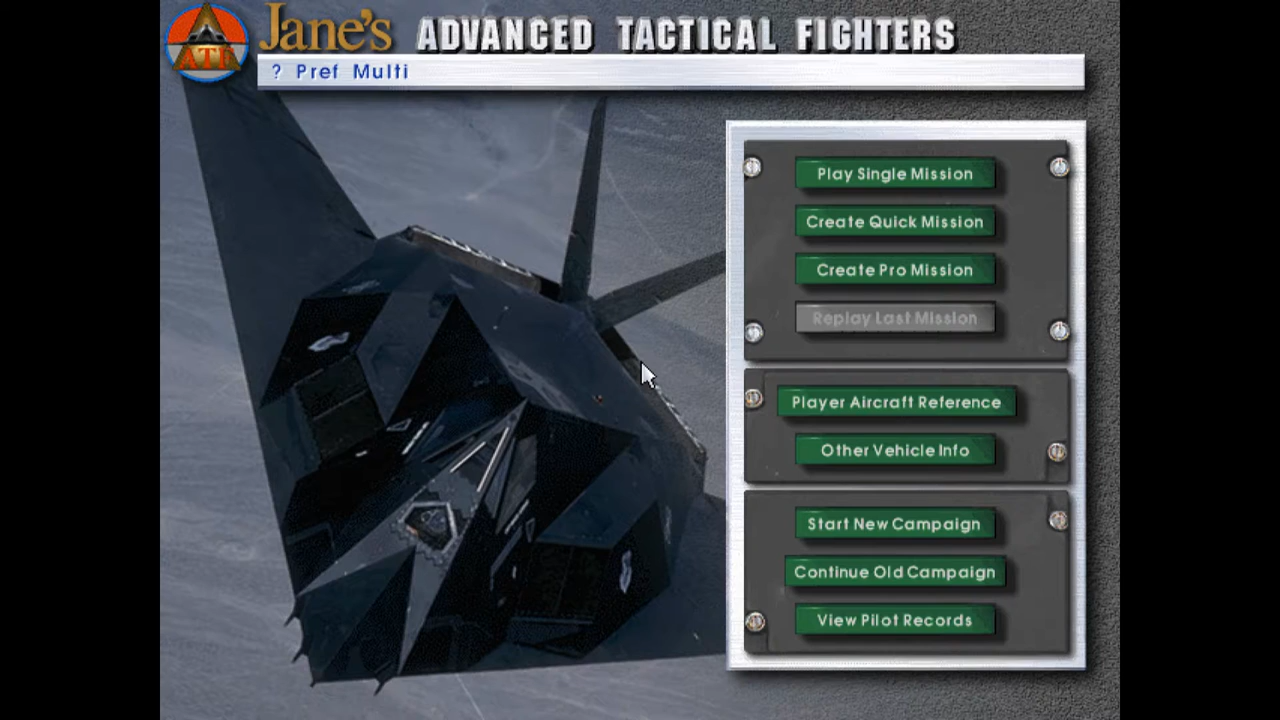 ATF
Jane's ADVANCED TACTICAL FIGHTERS
? Pref Multi
Play Single Mission
Create Quick Mission
Create Pro Mission
Replay Last Mission
Player Aircraft Reference
Other Vehicle Info
Start New Campaign
Continue Old Campaign
View Pilot Records